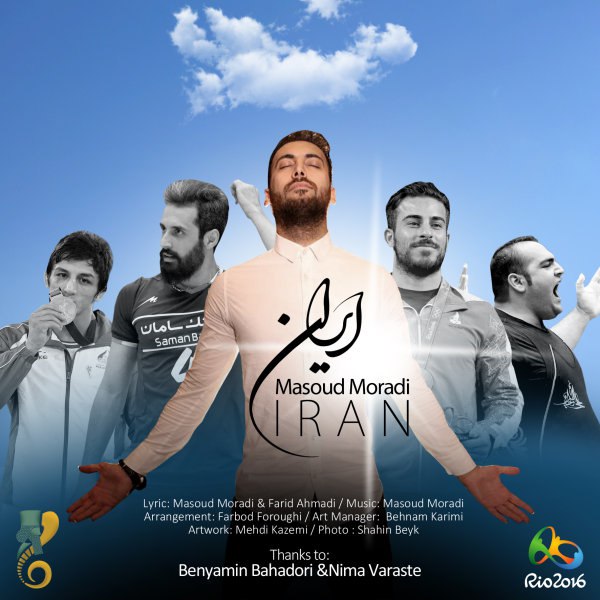 بانک سامان
Saman B
ایران
Masoud Moradi
IRAN
Lyric: Masoud Moradi & Farid Ahmadi / Music: Masoud Moradi
Arrangement: Farbod Foroughi / Art Manager: Behnam Karimi
Artwork: Mehdi Kazemi / Photo : Shahin Beyk
Thanks to:
Benyamin Bahadori &Nima Varaste
Rio2016